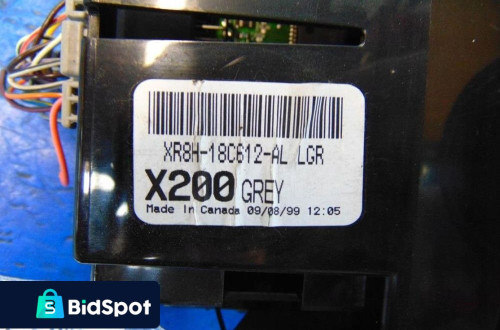 XR8H-18C612-AL LGR
X200 GREY
Made In Canada 09/08/99 12:05
BidSpot